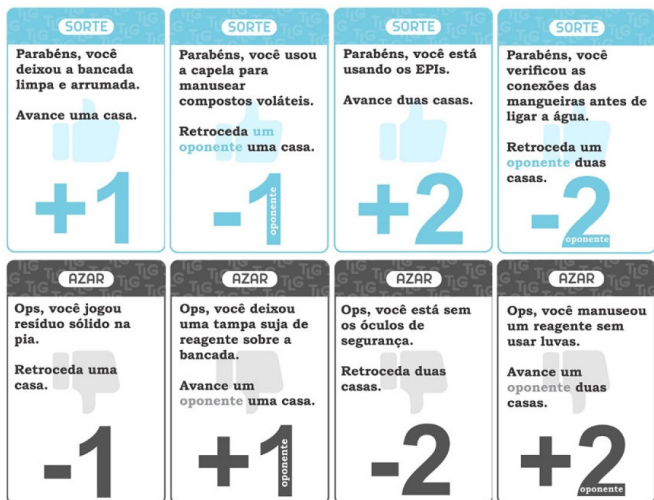 SORTE
Parabéns, você
deixou a bancada
limpa e arrumada.
Avance uma casa.
+1
SORTE
Parabéns, você usou
a capela para
manusear
compostos voláteis.
Retroceda um
oponente uma casa.
-1
oponente
SORTE
Parabéns, você está
usando os EPIs.
Avance duas casas.
+2
SORTE
Parabéns, você
verificou as
conexões das
mangueiras antes de
ligar a água.
Retroceda um
oponente duas
casas.
-2
oponente
AZAR
Ops, você jogou
resíduo sólido na
pia.
Retroceda uma
casa.
-1
AZAR
Ops, você deixou
uma tampa suja de
reagente sobre a
bancada.
Avance um
oponente uma casa.
+1
oponente
AZAR
Ops, você está sem
os óculos de
segurança.
Retroceda duas
casas.
-2
AZAR
Ops, você manuseou
um reagente sem
usar luvas.
Avance um
oponente duas
casas.
+2
oponente